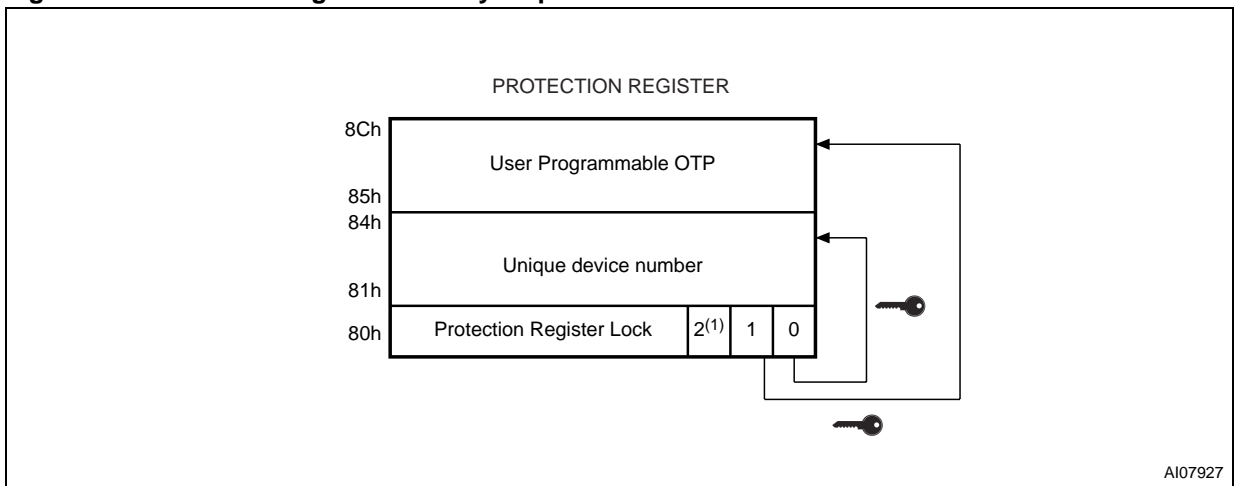 PROTECTION REGISTER
8Ch
User Programmable OTP
85h
84h
Unique device number
81h
80h
Protection Register Lock
2(1)
1
0
AI07927